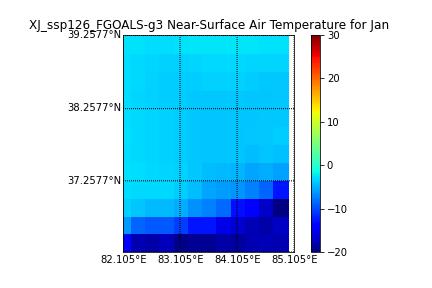 XJ_ssp126_FGOALS-g3 Near-Surface Air Temperature for Jan
39.2577°N
38.2577°N
37.2577°N
82.105°E 83.105°E 84.105°E 85.105°E
30
20
10
0
−10
−20